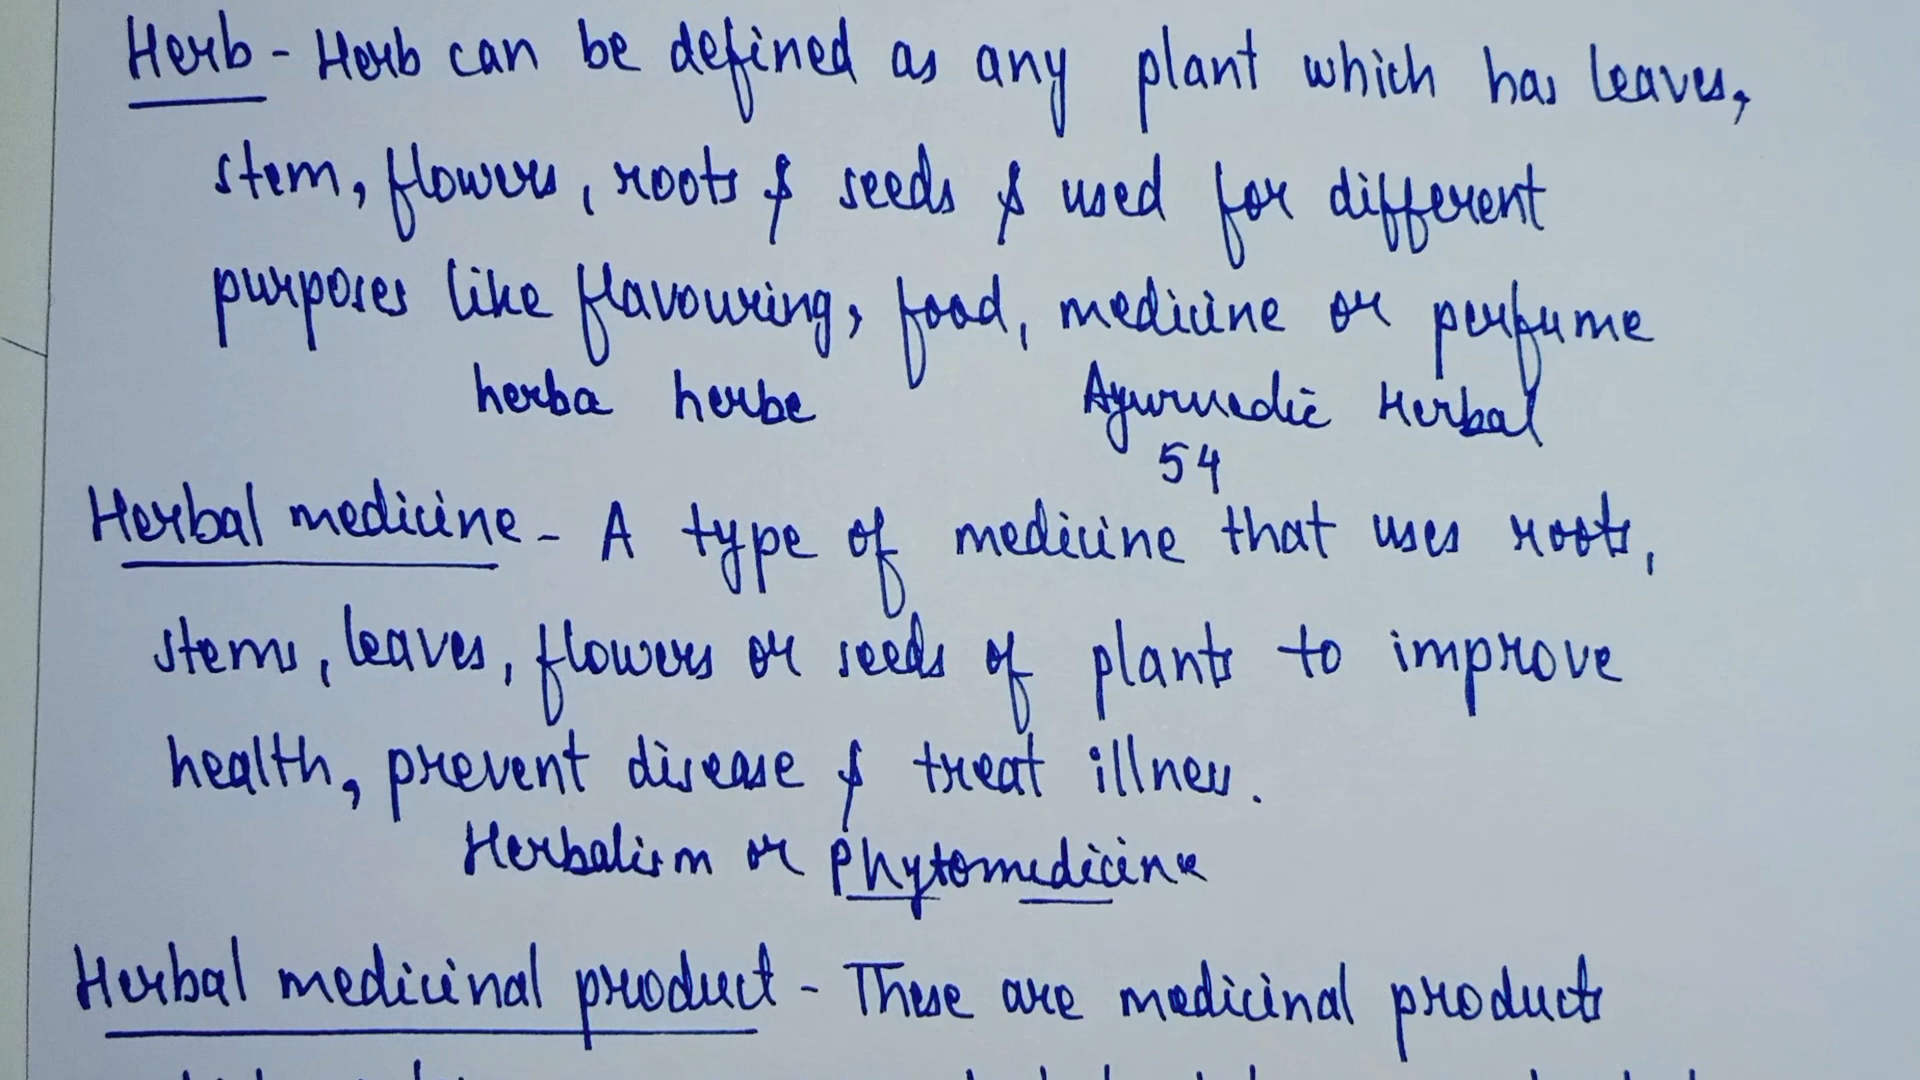 Herb - Herb can be defined as any plant which has leaves,
stem, flowers, roots & seeds & used for different
purposes like flavouring, food, medicine or perfume
herba herbe Ayurvedic Herbal
54
Herbal medicine - A type of medicine that uses roots,
stems, leaves, flowers or seeds of plants to improve
health, prevent disease & treat illness.
Herbalism or Phytomedicine
Herbal medicinal product - These are medicinal products